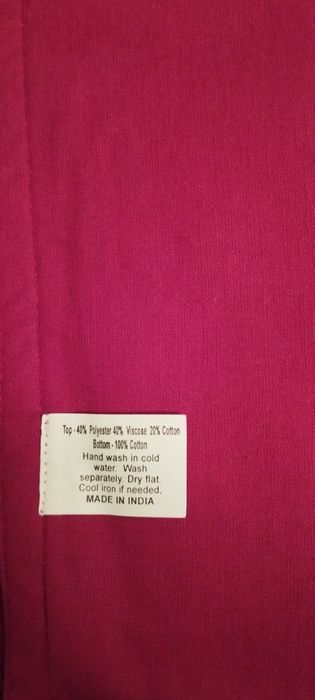 Top - 40% Polyester 40% Viscose 20% Cotton
Bottom - 100% Cotton
Hand wash in cold
water. Wash
separately. Dry flat.
Cool iron if needed,
MADE IN INDIA